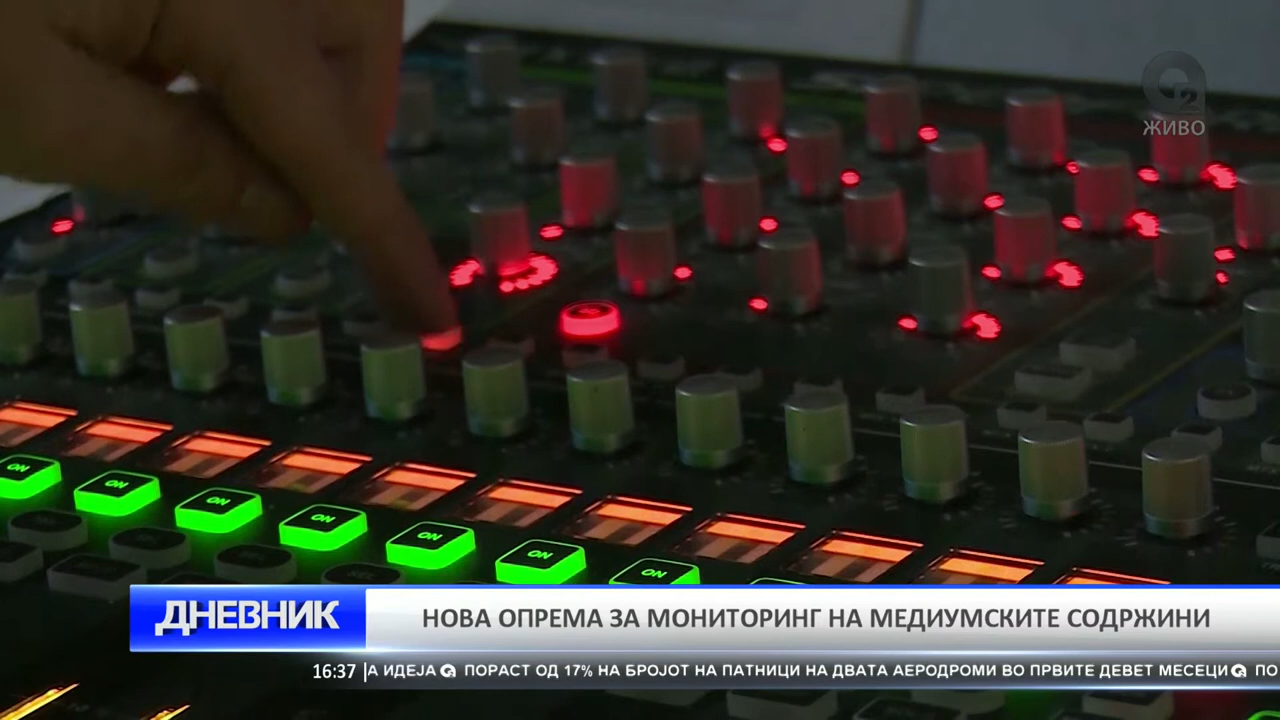 2
ЖИВО
ON
ON
ON
ON
ON
ON
ON
ДНЕВНИК
НОВА ОПРЕМА ЗА МОНИТОРИНГ НА МЕДИУМСКИТЕ СОДРЖИНИ
16:37 А ИДЕЈА ПОРАСТ ОД 17% НА БРОЈОТ НА ПАТНИЦИ НА ДВАТА АЕРОДРОМИ ВО ПРВИТЕ ДЕВЕТ МЕСЕЦИ ПО